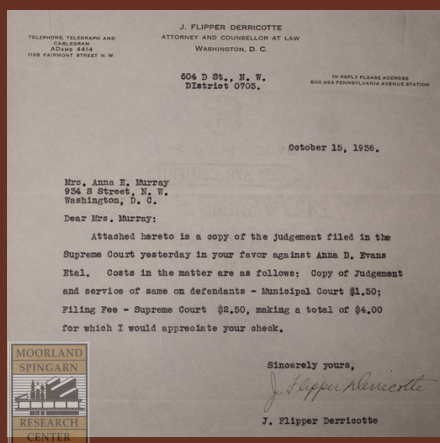 J. FLIPPER DERRICOTTE
ATTORNEY AND COUNSELLOR AT LAW
WASHINGTON, D. C.
TELEPHONE, TELEGRAPH AND
CABLEGRAM
ADAMS 4414
1138 FAIRMONT STREET N. W.
604 D St., N. W.
DIstrict 0703.
IN REPLY PLEASE ADDRESS
BOX 464 PENNSYLVANIA AVENUE STATION
October 15, 1936.
Mrs. Anna E. Murray
934 S Street, N. W.
Washington, D. C.
Dear Mrs. Murray:
Attached hereto is a copy of the judgement filed in the
Supreme Court yesterday in your favor against Anna D. Evans
Etal. Costs in the matter are as follows: Copy of Judgement
and service of same on defendants - Municipal Court $1.50;
Filing Fee - Supreme Court $2.50, making a total of $4.00
for which I would appreciate your check.
Sincerely yours,
J. Flipper Derricotte
J. Flipper Derricotte
MOORLAND
SPINGARN
RESEARCH
CENTER